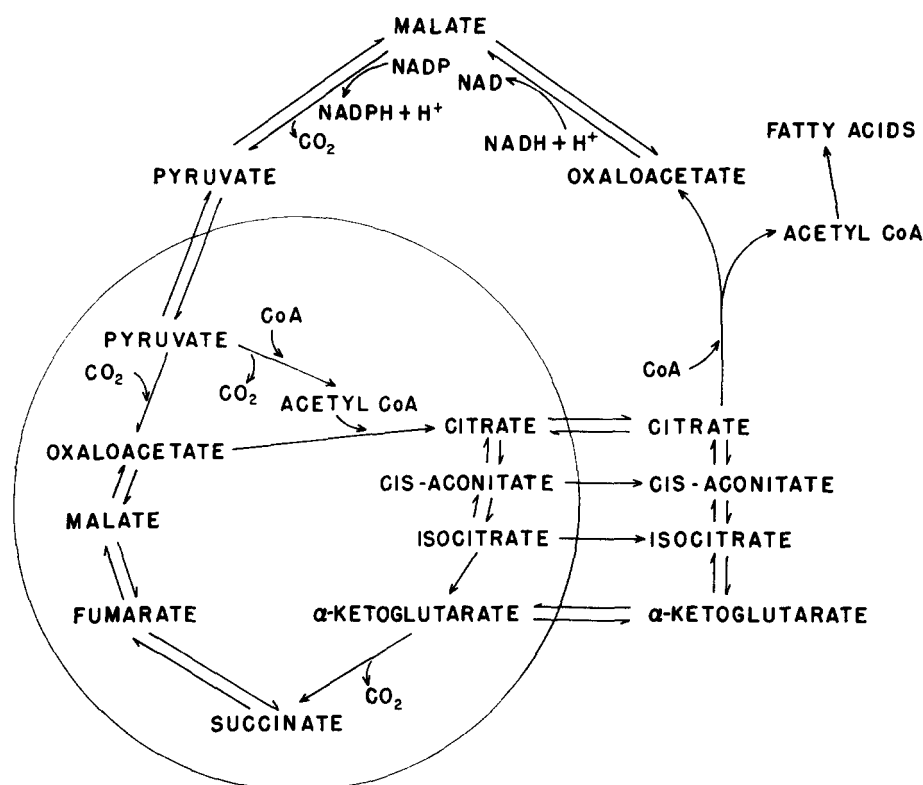 MALATE
NADP
NAD
NADPH + H⁺
CO₂
NADH + H⁺
FATTY ACIDS
PYRUVATE
OXALOACETATE
ACETYL CoA
PYRUVATE
CoA
CO₂
CO₂
CoA
ACETYL CoA
CITRATE
CITRATE
OXALOACETATE
CIS-ACONITATE
CIS-ACONITATE
MALATE
ISOCITRATE
ISOCITRATE
FUMARATE
α-KETOGLUTARATE
α-KETOGLUTARATE
CO₂
SUCCINATE